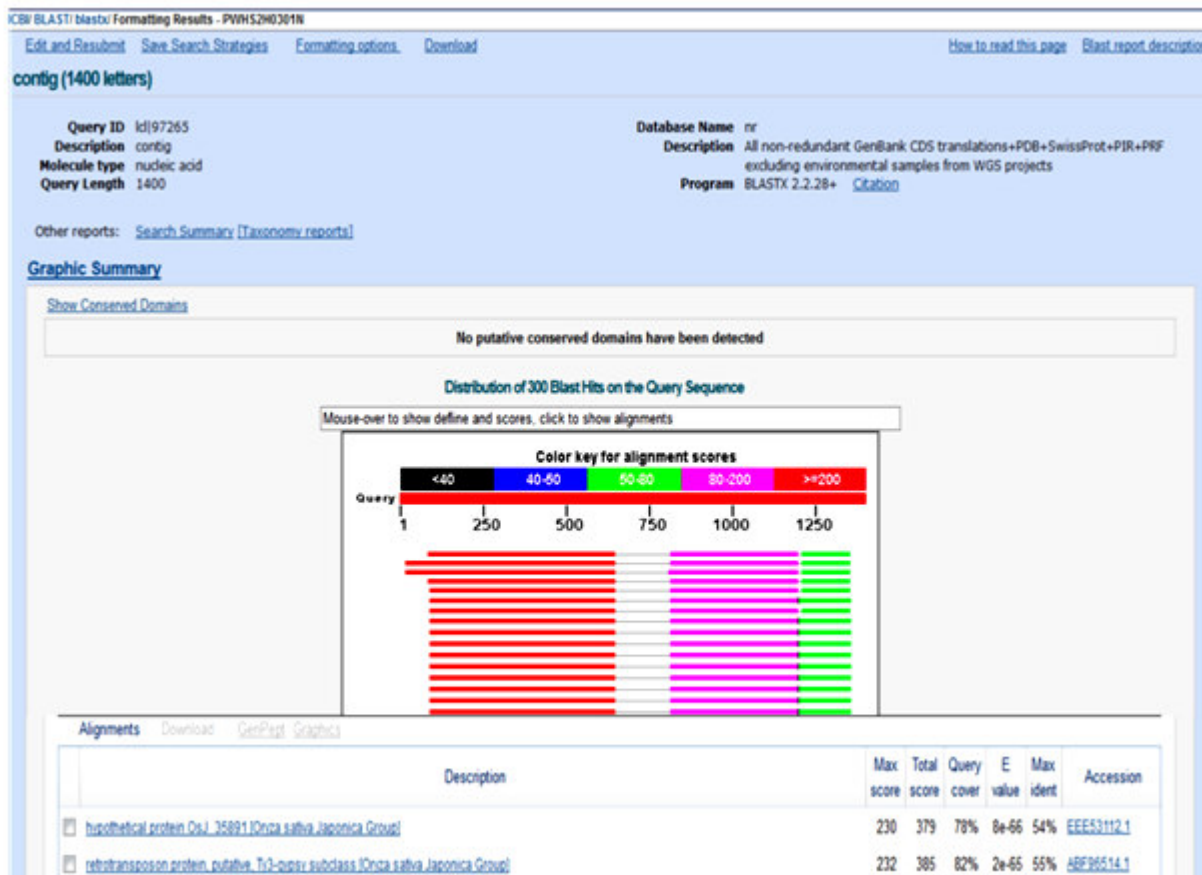 CBI/ BLAST/ blastx/ Formatting Results - PWHS2H0301N
Edit and Resubmit Save Search Strategies Formatting options Download How to read this page Blast report descriptio
contig (1400 letters)
Query ID lcl|97265
Description contig
Molecule type nucleic acid
Query Length 1400
Database Name nr
Description All non-redundant GenBank CDS translations+PDB+SwissProt+PIR+PRF
excluding environmental samples from WGS projects
Program BLASTX 2.2.28+ Citation
Other reports: Search Summary [Taxonomy reports]
Graphic Summary
Show Conserved Domains
No putative conserved domains have been detected
Distribution of 300 Blast Hits on the Query Sequence
Mouse-over to show defline and scores, click to show alignments
Color key for alignment scores
<40 40-50 50-80 80-200 >=200
Query
1 250 500 750 1000 1250
Alignments Download GenPept Graphics
Description Max score Total score Query cover E value Max ident Accession
hypothetical protein OsJ_35891 [Oryza sativa Japonica Group] 230 379 78% 8e-66 54% EEE53112.1
retrotransposon protein, putative, Ty3-gypsy subclass [Oryza sativa Japonica Group] 232 385 82% 2e-65 55% ABF96514.1